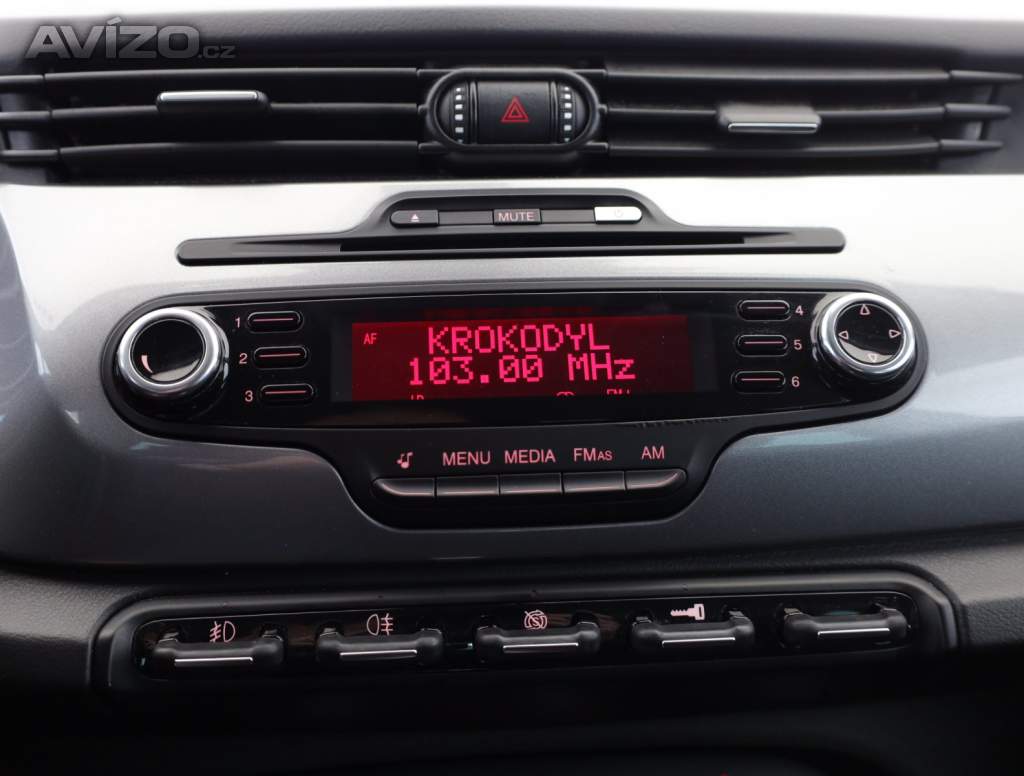 AVÍZO.cz
MUTE
1
2
3
AF
KROKODYL
103.00 MHz
4
5
6
MENU MEDIA FMAS AM